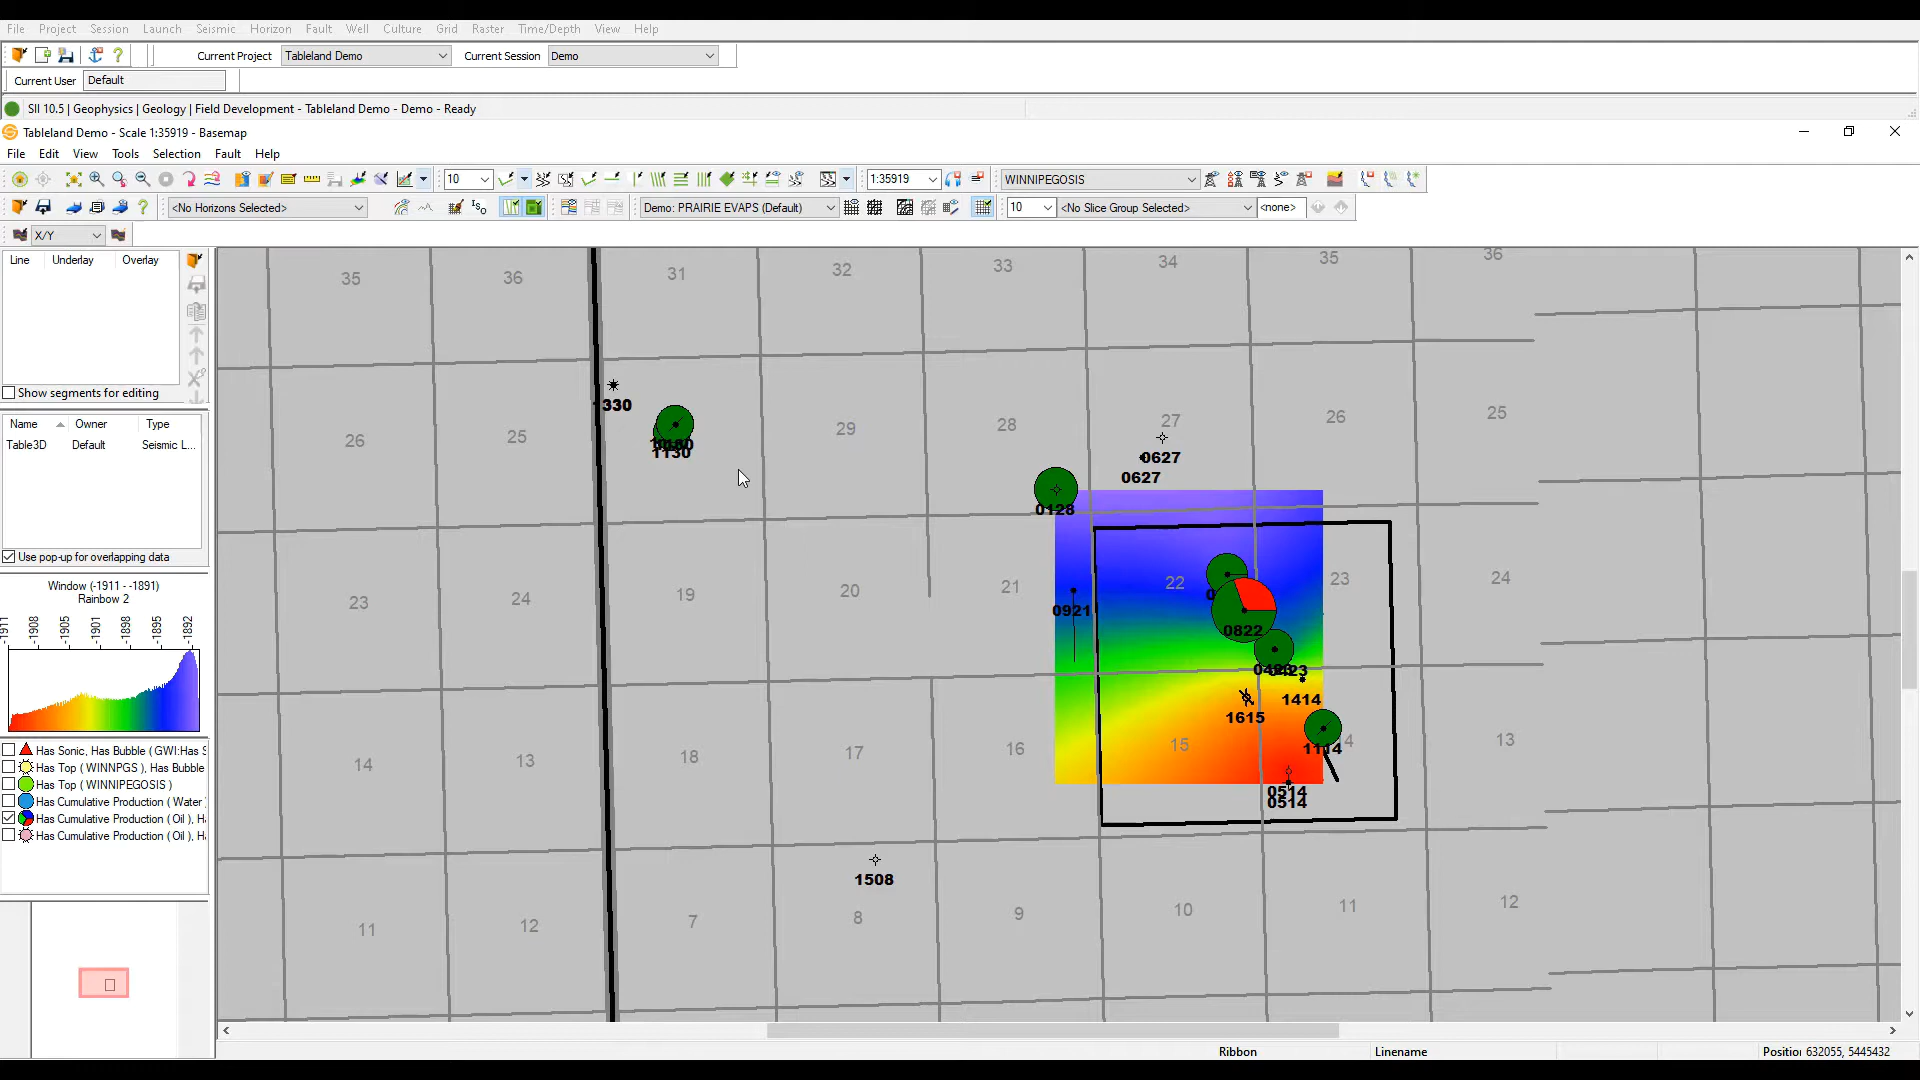 File Project Session Launch Seismic Horizon Fault Well Culture Grid Raster Time/Depth View Help
Current Project Tableland Demo Current Session Demo
Current User Default
SII 10.5 | Geophysics | Geology | Field Development - Tableland Demo - Demo - Ready
Tableland Demo - Scale 1:35919 - Basemap
File Edit View Tools Selection Fault Help
10 1:35919 WINNIPEGOSIS
<No Horizons Selected> Iso Demo: PRAIRIE EVAPS (Default) 10 <No Slice Group Selected> <none>
X/Y
Line Underlay Overlay
Show segments for editing
Name Owner Type
Table3D Default Seismic L...
Use pop-up for overlapping data
Window (-1911 - -1891)
Rainbow 2
-1911 -1908 -1905 -1901 -1898 -1895 -1892
Has Sonic, Has Bubble ( GWI:Has S
Has Top ( WINNPGS ), Has Bubble
Has Top ( WINNIPEGOSIS )
Has Cumulative Production ( Water
Has Cumulative Production ( Oil ), Ha
Has Cumulative Production ( Oil ), Ha
35 36 31 32 33 34 35 36
330
26 25 1130 29 28 27 26 25
0627
0627
0128
23 24 19 20 21 22 23 24
0921 0822
1414
1615
14 13 18 17 16 15 13
1114
0514
0514
1508
11 12 7 8 9 10 11 12
Ribbon Linename Position 632055, 5445432